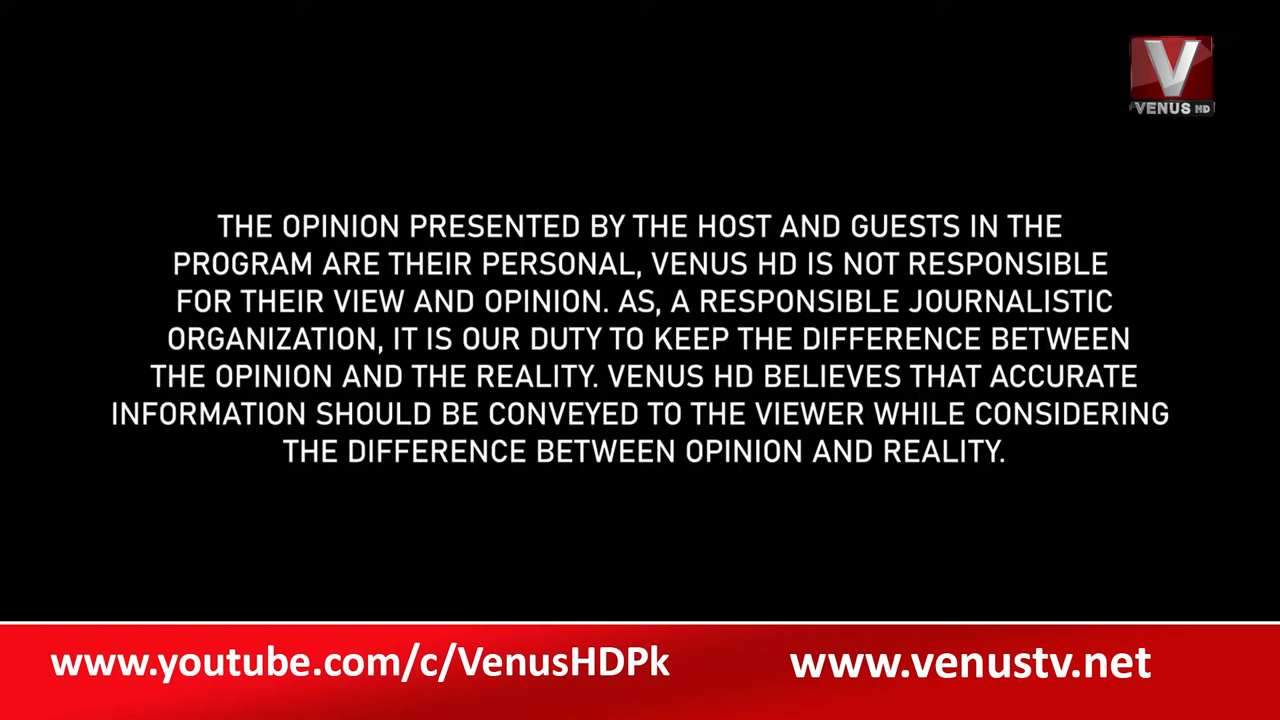 V
VENUS HD
THE OPINION PRESENTED BY THE HOST AND GUESTS IN THE
PROGRAM ARE THEIR PERSONAL, VENUS HD IS NOT RESPONSIBLE
FOR THEIR VIEW AND OPINION. AS, A RESPONSIBLE JOURNALISTIC
ORGANIZATION, IT IS OUR DUTY TO KEEP THE DIFFERENCE BETWEEN
THE OPINION AND THE REALITY. VENUS HD BELIEVES THAT ACCURATE
INFORMATION SHOULD BE CONVEYED TO THE VIEWER WHILE CONSIDERING
THE DIFFERENCE BETWEEN OPINION AND REALITY.
www.youtube.com/c/VenusHDPk
www.venustv.net